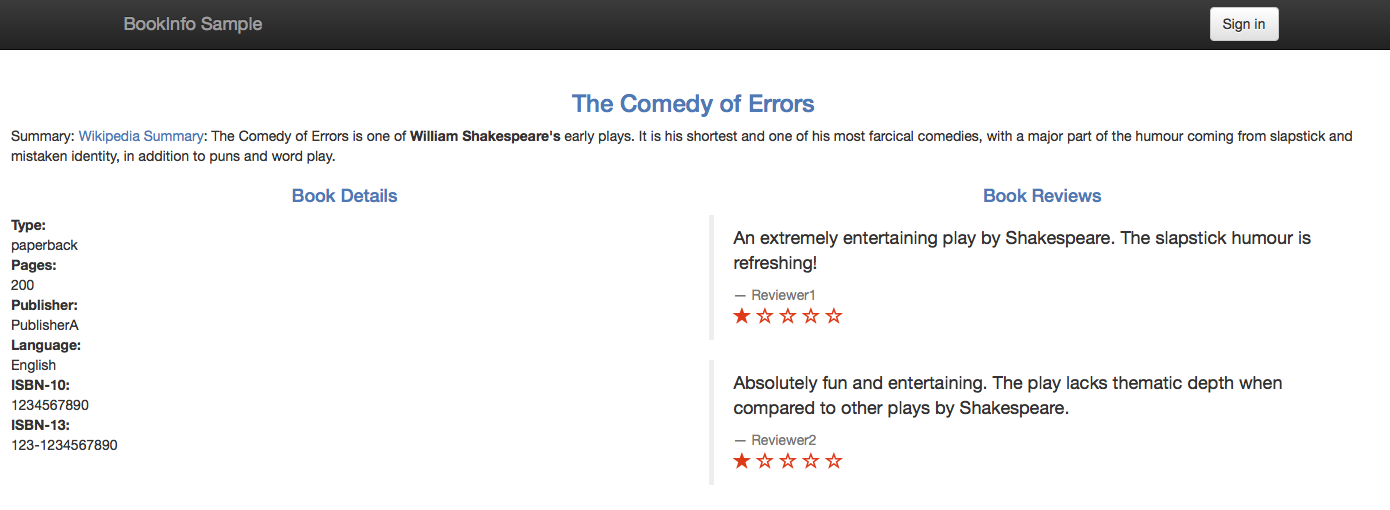 BookInfo Sample
Sign in
The Comedy of Errors
Summary: Wikipedia Summary: The Comedy of Errors is one of William Shakespeare's early plays. It is his shortest and one of his most farcical comedies, with a major part of the humour coming from slapstick and
mistaken identity, in addition to puns and word play.
Book Details
Type:
paperback
Pages:
200
Publisher:
PublisherA
Language:
English
ISBN-10:
1234567890
ISBN-13:
123-1234567890
Book Reviews
An extremely entertaining play by Shakespeare. The slapstick humour is
refreshing!
— Reviewer1
★ ☆ ☆ ☆ ☆
Absolutely fun and entertaining. The play lacks thematic depth when
compared to other plays by Shakespeare.
— Reviewer2
★ ☆ ☆ ☆ ☆